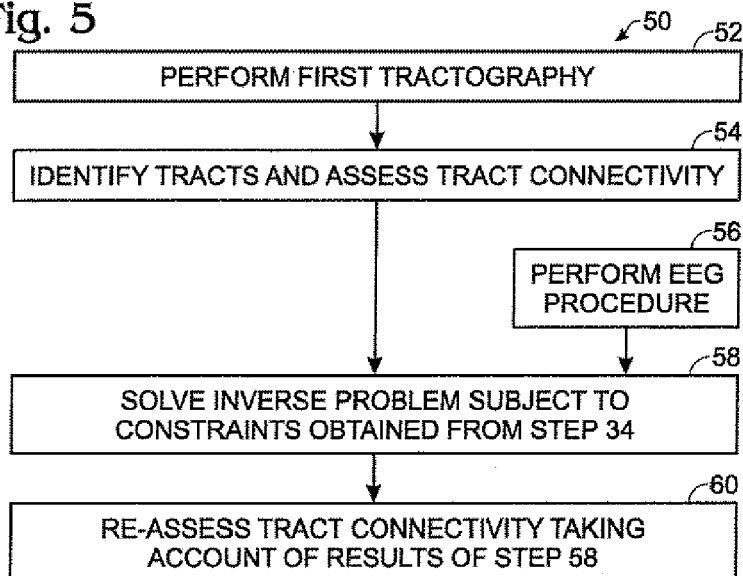 Fig. 5
50
52
PERFORM FIRST TRACTOGRAPHY
54
IDENTIFY TRACTS AND ASSESS TRACT CONNECTIVITY
56
PERFORM EEG
PROCEDURE
58
SOLVE INVERSE PROBLEM SUBJECT TO
CONSTRAINTS OBTAINED FROM STEP 34
60
RE-ASSESS TRACT CONNECTIVITY TAKING
ACCOUNT OF RESULTS OF STEP 58